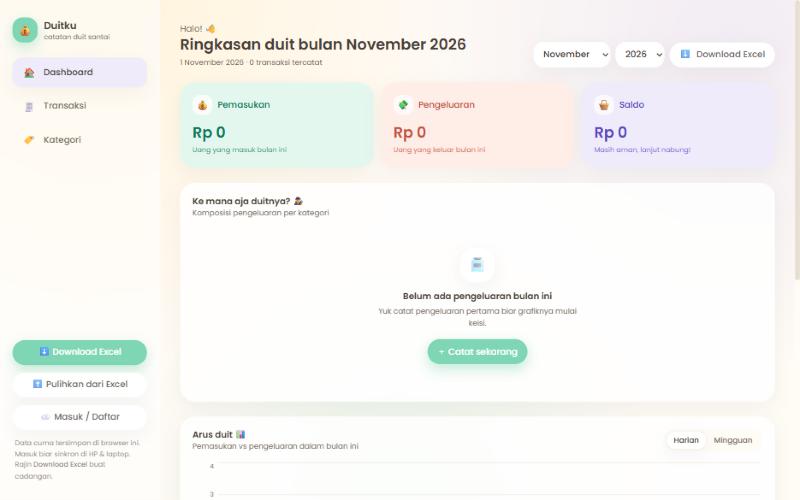 Duitku
catatan duit santai
Dashboard
Transaksi
Kategori
Download Excel
Pulihkan dari Excel
Masuk / Daftar
Data cuma tersimpan di browser ini.
Masuk biar sinkron di HP & laptop.
Rajin Download Excel buat
cadangan.
Halo!
Ringkasan duit bulan November 2026
1 November 2026 · 0 transaksi tercatat
November
2026
Download Excel
Pemasukan
Rp 0
Uang yang masuk bulan ini
Pengeluaran
Rp 0
Uang yang keluar bulan ini
Saldo
Rp 0
Masih aman, lanjut nabung!
Ke mana aja duitnya?
Komposisi pengeluaran per kategori
Belum ada pengeluaran bulan ini
Yuk catat pengeluaran pertama biar grafiknya mulai
keisi.
+ Catat sekarang
Arus duit
Pemasukan vs pengeluaran dalam bulan ini
Harian
Mingguan
4
3